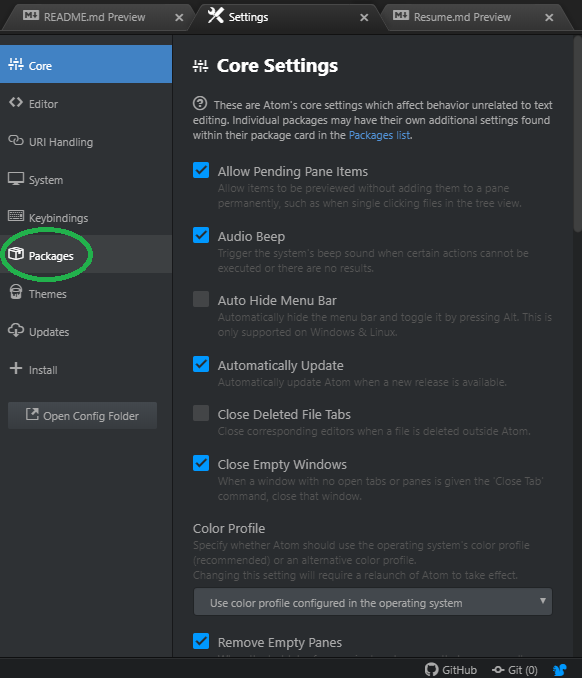 README.md Preview
Settings
Resume.md Preview
Core
Editor
URI Handling
System
Keybindings
Packages
Themes
Updates
Install
Open Config Folder
Core Settings
These are Atom's core settings which affect behavior unrelated to text
editing. Individual packages may have their own additional settings found
within their package card in the Packages list.
Allow Pending Pane Items
Allow items to be previewed without adding them to a pane
permanently, such as when single clicking files in the tree view.
Audio Beep
Trigger the system's beep sound when certain actions cannot be
executed or there are no results.
Auto Hide Menu Bar
Automatically hide the menu bar and toggle it by pressing Alt. This is
only supported on Windows & Linux.
Automatically Update
Automatically update Atom when a new release is available.
Close Deleted File Tabs
Close corresponding editors when a file is deleted outside Atom.
Close Empty Windows
When a window with no open tabs or panes is given the 'Close Tab'
command, close that window.
Color Profile
Specify whether Atom should use the operating system's color profile
(recommended) or an alternative color profile.
Changing this setting will require a relaunch of Atom to take effect.
Use color profile configured in the operating system
Remove Empty Panes
GitHub
Git (0)